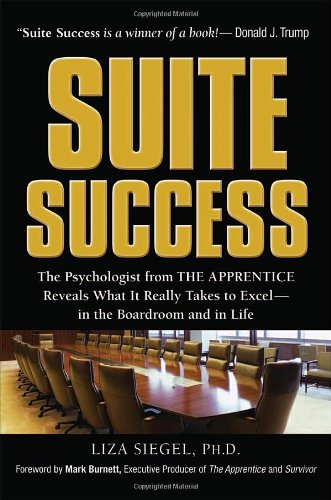 "Suite Success is a winner of a book!— Donald J. Trump
SUITE
SUCCESS
The Psychologist from THE APPRENTICE
Reveals What It Really Takes to Excel—
in the Boardroom and in Life
LIZA SIEGEL, PH.D.
Foreword by Mark Burnett, Executive Producer of The Apprentice and Survivor